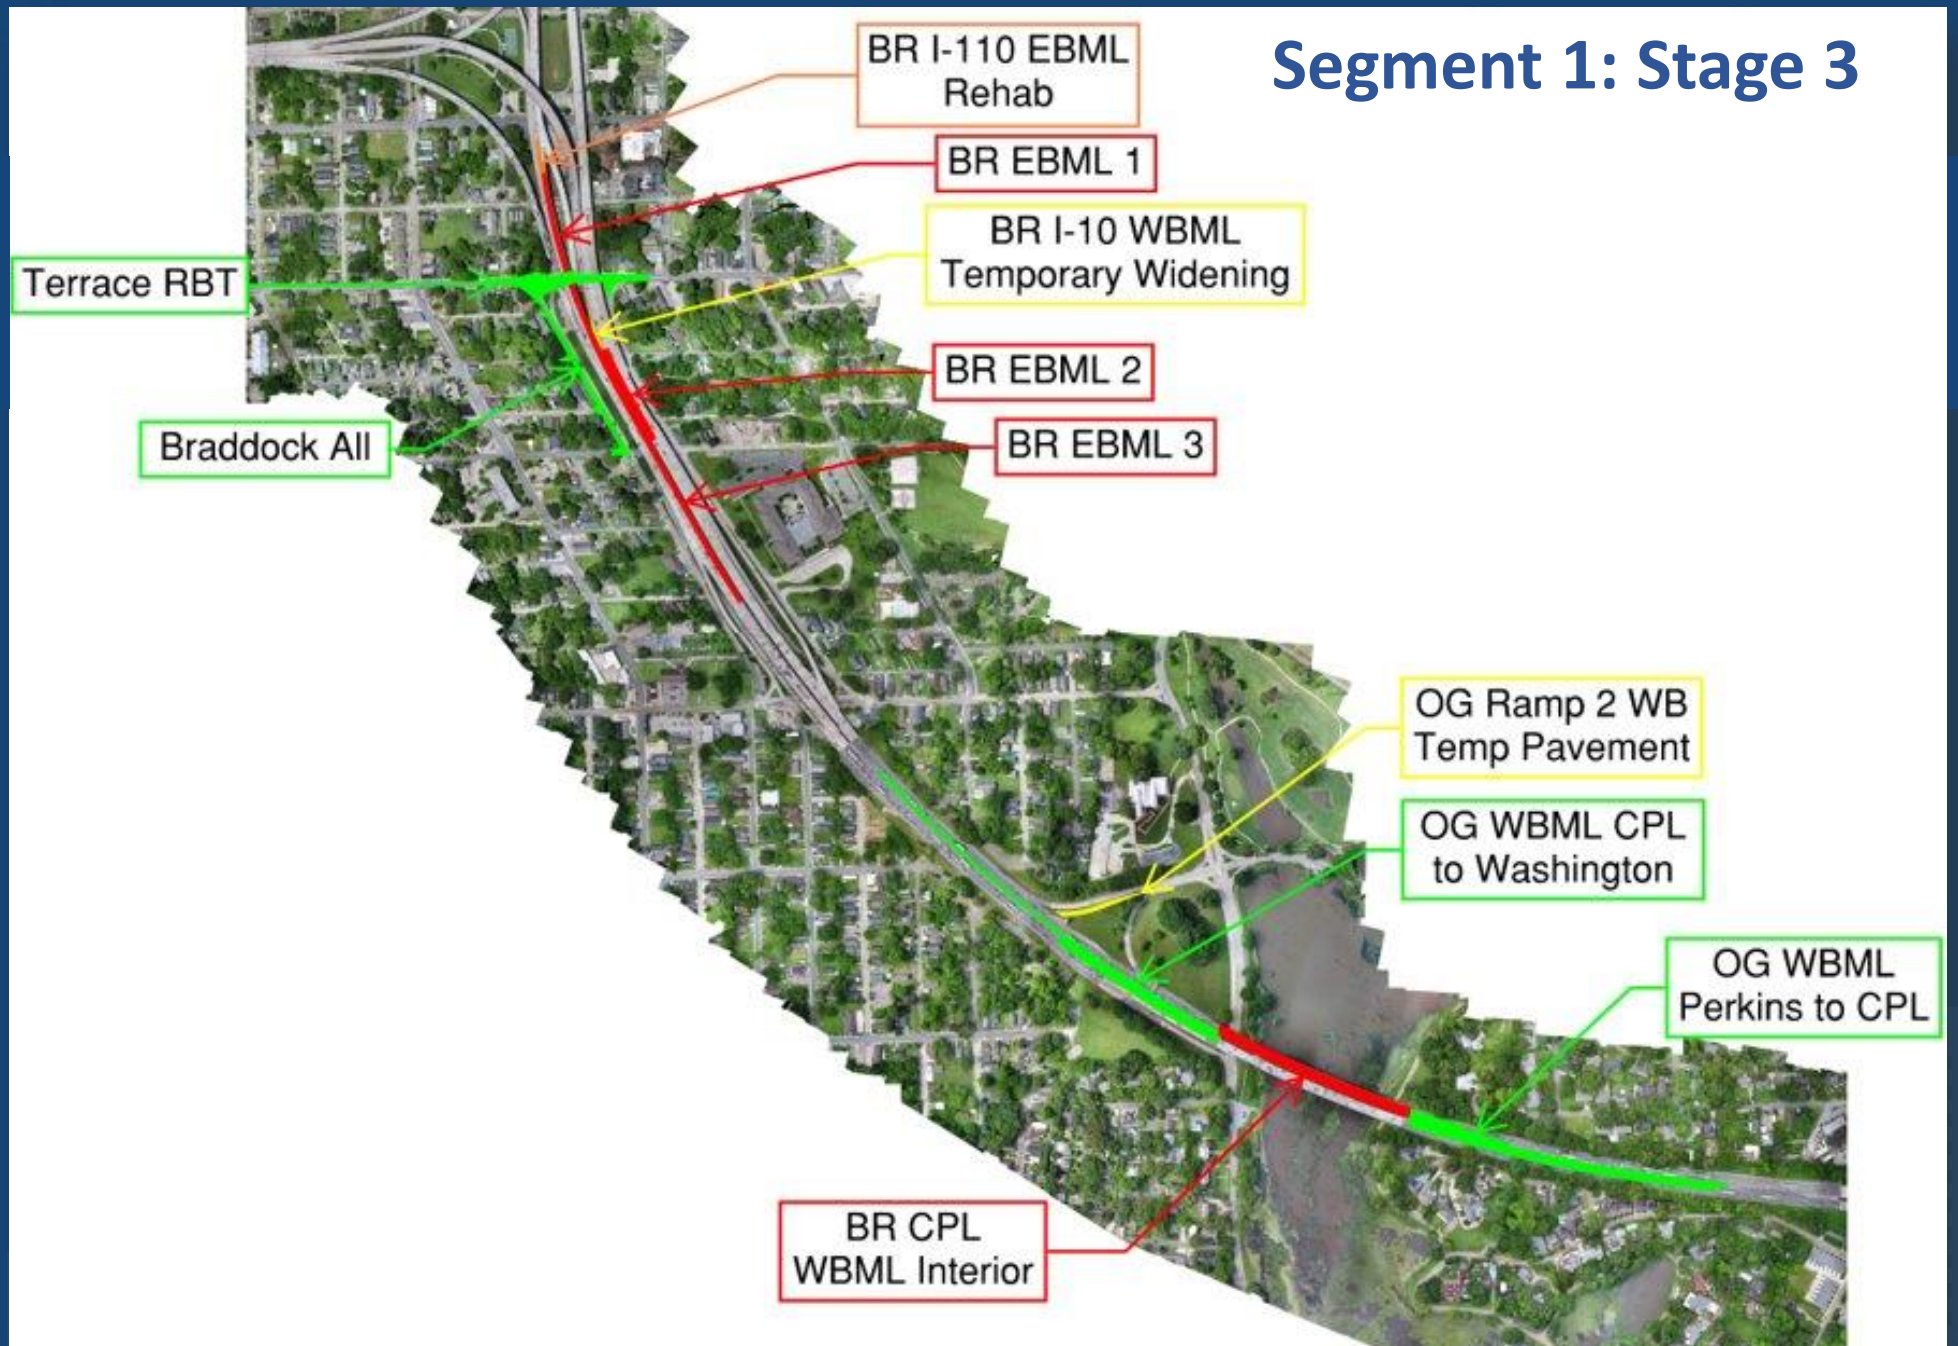 Segment 1: Stage 3
BR I-110 EBML
Rehab
BR EBML 1
BR I-10 WBML
Temporary Widening
Terrace RBT
BR EBML 2
Braddock All
BR EBML 3
OG Ramp 2 WB
Temp Pavement
OG WBML CPL
to Washington
OG WBML
Perkins to CPL
BR CPL
WBML Interior